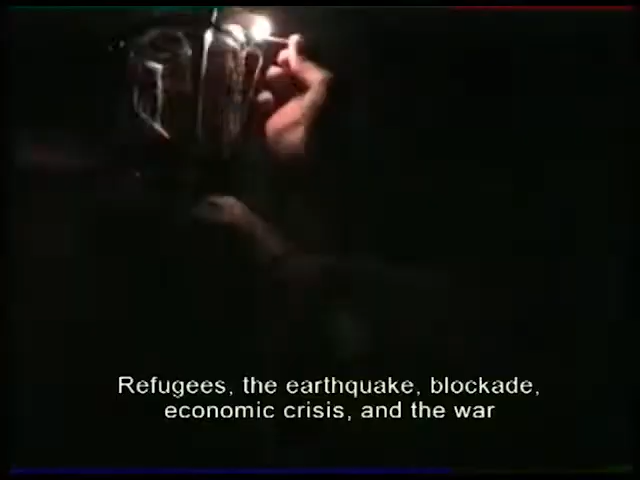 Refugees, the earthquake, blockade,
economic crisis, and the war